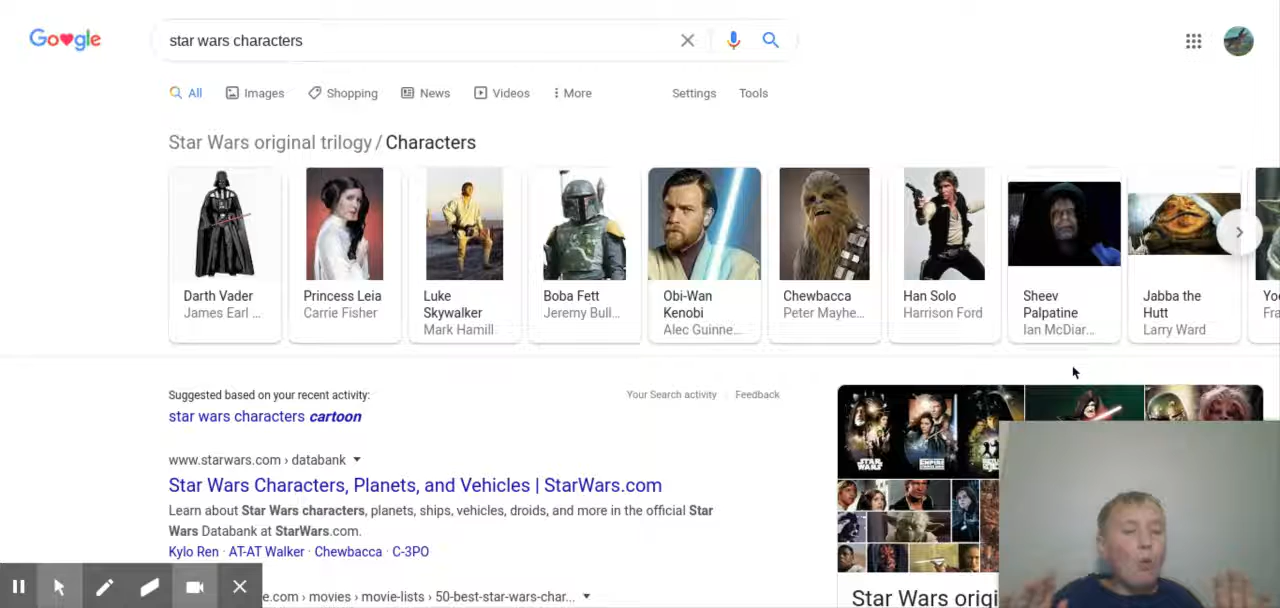 Google
star wars characters
All
Images
Shopping
News
Videos
More
Settings
Tools
Star Wars original trilogy / Characters
Darth Vader
James Earl ...
Princess Leia
Carrie Fisher
Luke
Skywalker
Mark Hamill
Boba Fett
Jeremy Bull...
Obi-Wan
Kenobi
Alec Guinne...
Chewbacca
Peter Mayhe...
Han Solo
Harrison Ford
Sheev
Palpatine
Ian McDiar...
Jabba the
Hutt
Larry Ward
Yo
Fra
Suggested based on your recent activity:
Your Search activity
Feedback
star wars characters cartoon
www.starwars.com › databank
Star Wars Characters, Planets, and Vehicles | StarWars.com
Learn about Star Wars characters, planets, ships, vehicles, droids, and more in the official Star
Wars Databank at StarWars.com.
Kylo Ren · AT-AT Walker · Chewbacca · C-3PO
e.com › movies › movie-lists › 50-best-star-wars-char...
Star Wars origi